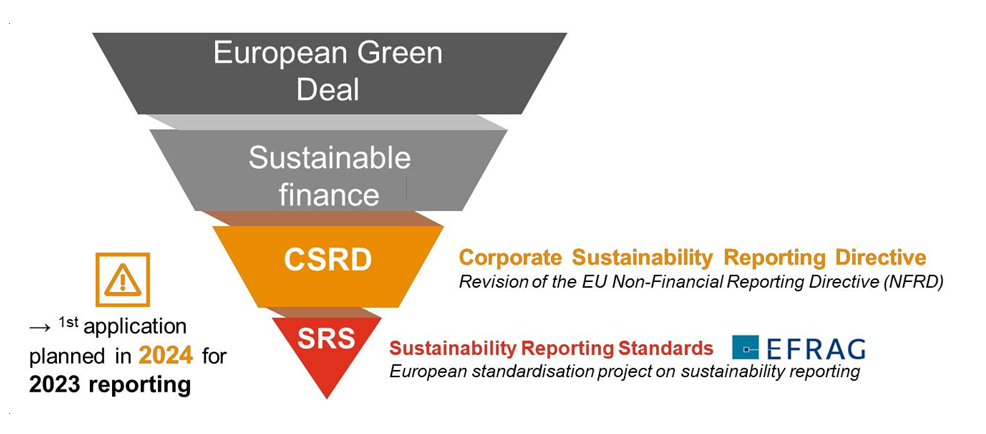 European Green
Deal
Sustainable
finance
CSRD
Corporate Sustainability Reporting Directive
Revision of the EU Non-Financial Reporting Directive (NFRD)
→ 1st application
planned in 2024 for
2023 reporting
SRS
Sustainability Reporting Standards
EFRAG
European standardisation project on sustainability reporting